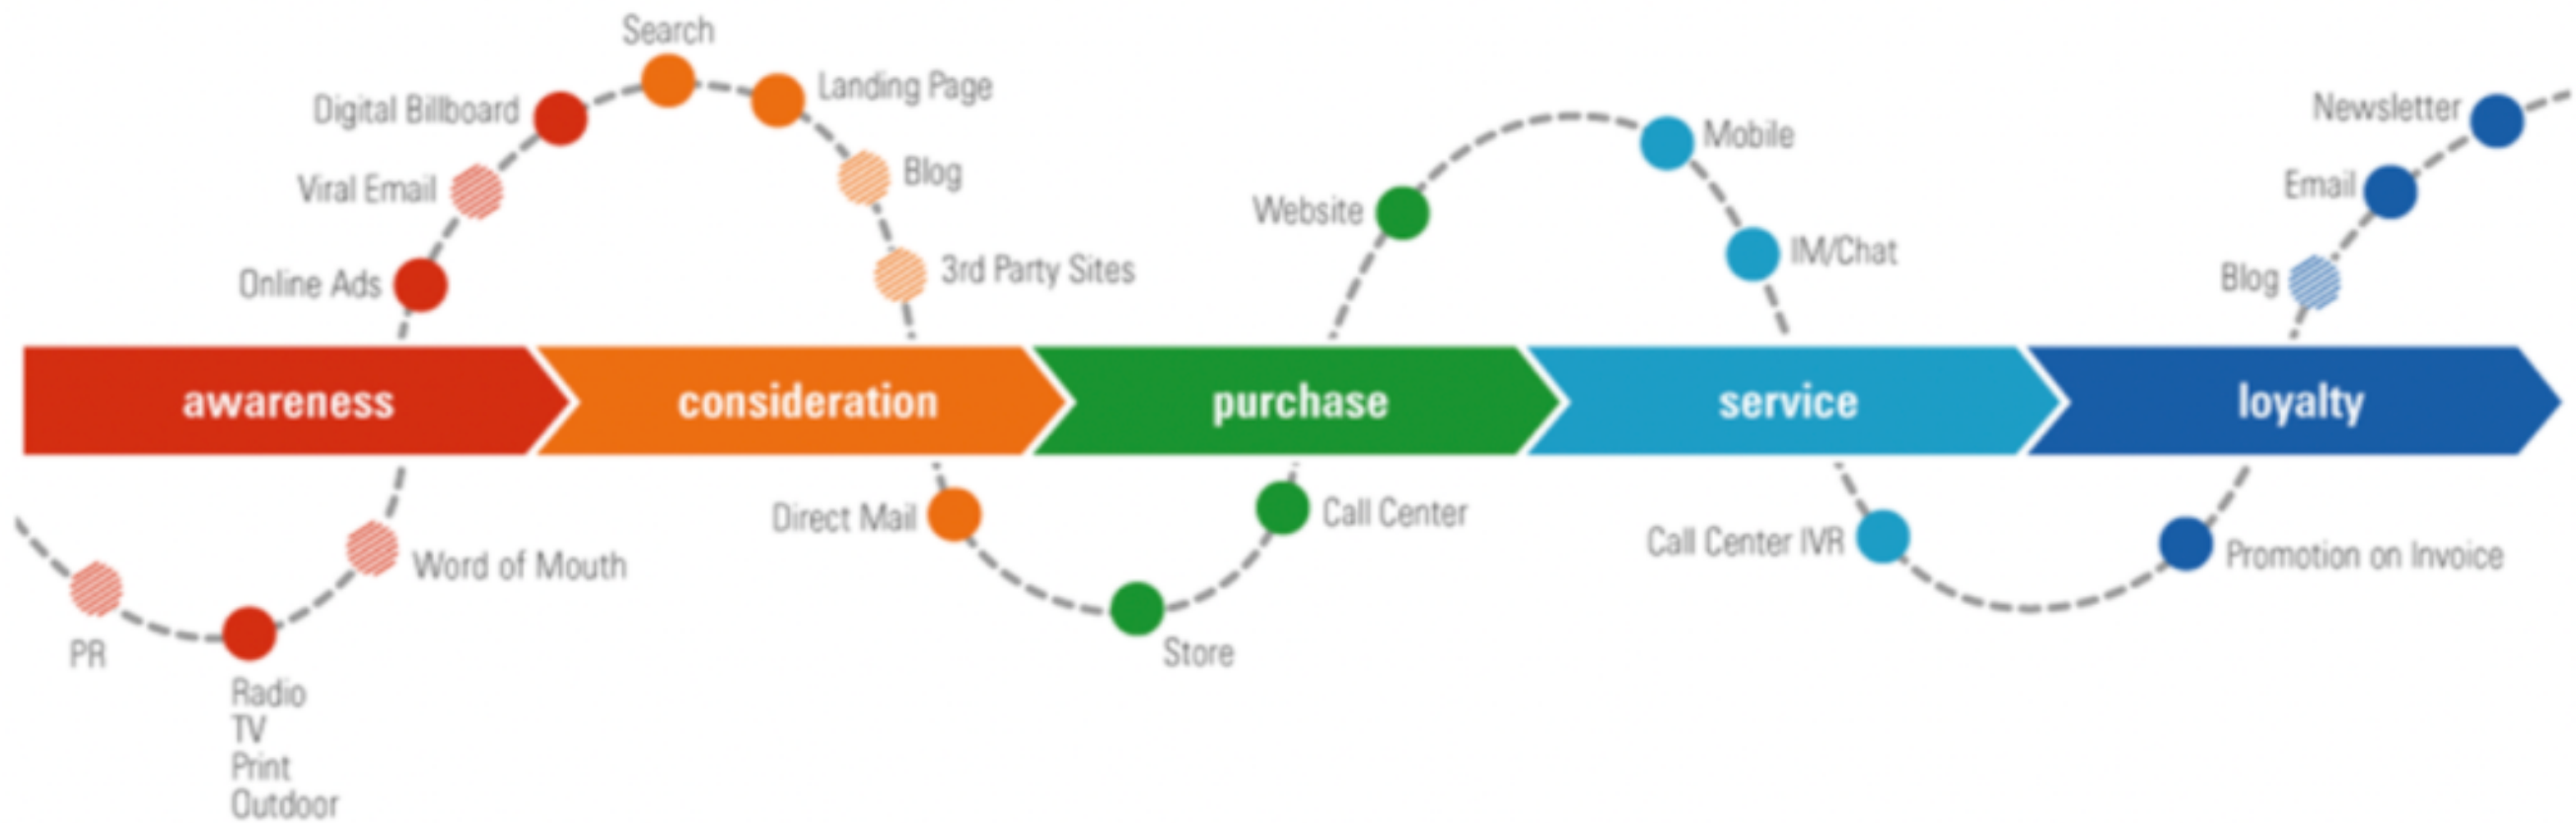 Search
Digital Billboard
Landing Page
Viral Email
Blog
Online Ads
3rd Party Sites
Website
Mobile
IM/Chat
Newsletter
Email
Blog
awareness
consideration
purchase
service
loyalty
PR
Radio
TV
Print
Outdoor
Word of Mouth
Direct Mail
Store
Call Center
Call Center IVR
Promotion on Invoice